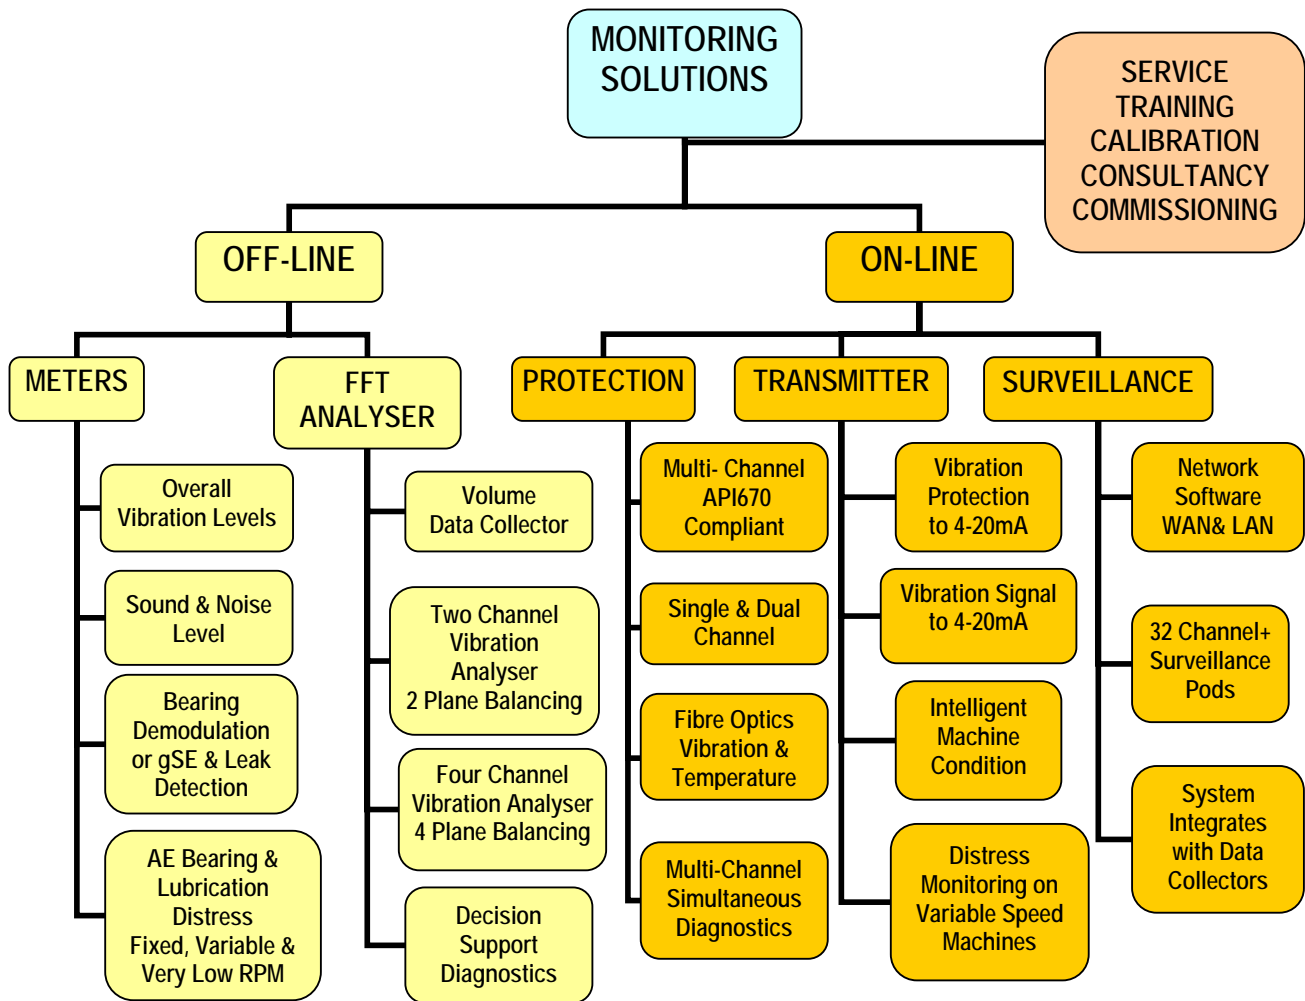 MONITORING
SOLUTIONS
SERVICE
TRAINING
CALIBRATION
CONSULTANCY
COMMISSIONING
OFF-LINE
ON-LINE
METERS
FFT
ANALYSER
PROTECTION
TRANSMITTER
SURVEILLANCE
Overall
Vibration Levels
Sound & Noise
Level
Bearing
Demodulation
or gSE & Leak
Detection
AE Bearing &
Lubrication
Distress
Fixed, Variable &
Very Low RPM
Volume
Data Collector
Two Channel
Vibration
Analyser
2 Plane Balancing
Four Channel
Vibration Analyser
4 Plane Balancing
Decision
Support
Diagnostics
Multi- Channel
API670
Compliant
Single & Dual
Channel
Fibre Optics
Vibration &
Temperature
Multi-Channel
Simultaneous
Diagnostics
Vibration
Protection
to 4-20mA
Vibration Signal
to 4-20mA
Intelligent
Machine
Condition
Distress
Monitoring on
Variable Speed
Machines
Network
Software
WAN& LAN
32 Channel+
Surveillance
Pods
System
Integrates
with Data
Collectors